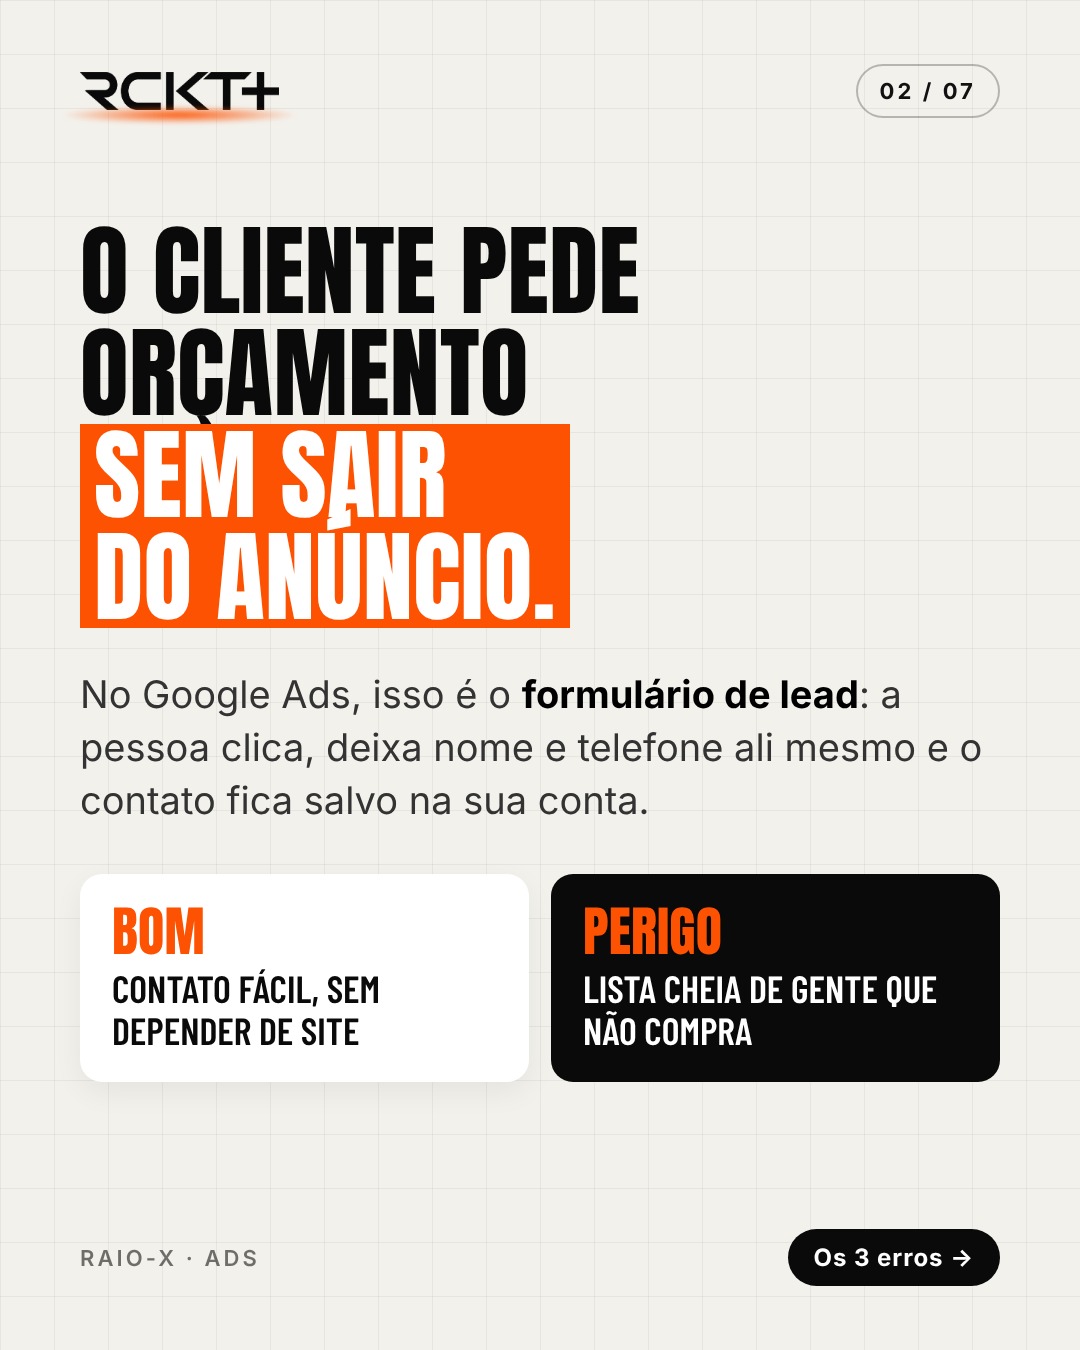 RCKT+
02 / 07
O CLIENTE PEDE
ORÇAMENTO
SEM SAIR
DO ANÚNCIO.
No Google Ads, isso é o formulário de lead: a
pessoa clica, deixa nome e telefone ali mesmo e o
contato fica salvo na sua conta.
BOM
CONTATO FÁCIL, SEM
DEPENDER DE SITE
PERIGO
LISTA CHEIA DE GENTE QUE
NÃO COMPRA
RAIO-X · ADS
Os 3 erros →